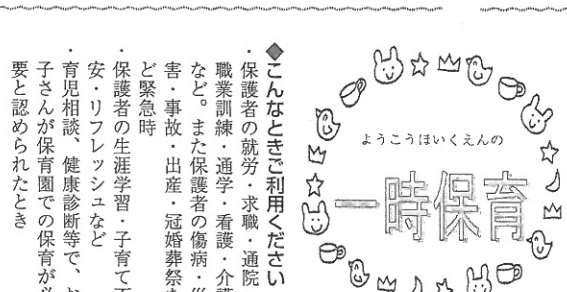 ようこうほいくえんの
一時保育
◆こんなときご利用ください
・保護者の就労・求職・通院
職業訓練・通学・看護・介護
など。また保護者の傷病・災
害・事故・出産・冠婚葬祭な
ど緊急時
・保護者の生涯学習・子育て不
安・リフレッシュなど
・育児相談、健康診断等で、お
子さんが保育園での保育が必
要と認められたとき